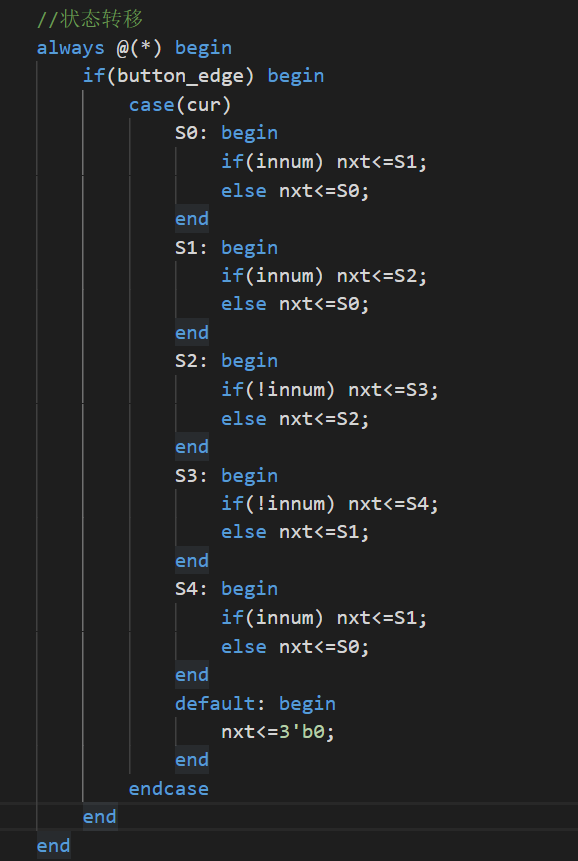 //状态转移
always @(*) begin
if(button_edge) begin
case(cur)
S0: begin
if(innum) nxt<=S1;
else nxt<=S0;
end
S1: begin
if(innum) nxt<=S2;
else nxt<=S0;
end
S2: begin
if(!innum) nxt<=S3;
else nxt<=S2;
end
S3: begin
if(!innum) nxt<=S4;
else nxt<=S1;
end
S4: begin
if(innum) nxt<=S1;
else nxt<=S0;
end
default: begin
nxt<=3'b0;
end
endcase
end
end